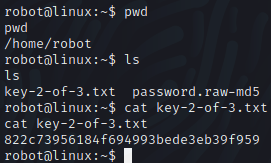 robot@linux:~$ pwd
pwd
/home/robot
robot@linux:~$ ls
ls
key-2-of-3.txt  password.raw-md5
robot@linux:~$ cat key-2-of-3.txt
cat key-2-of-3.txt
822c73956184f694993bede3eb39f959
robot@linux:~$